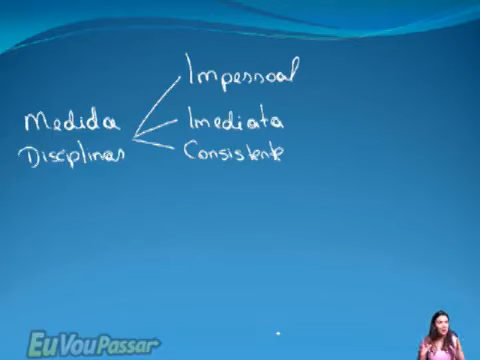 Impessoal
Medida
Imediata
Disciplinar
Consistente
EuVouPassar